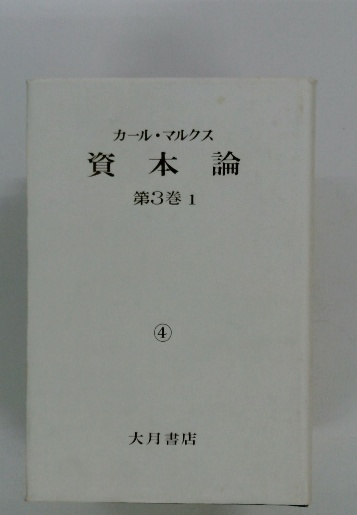 カール・マルクス
資本論
第3巻 1
④
大月書店